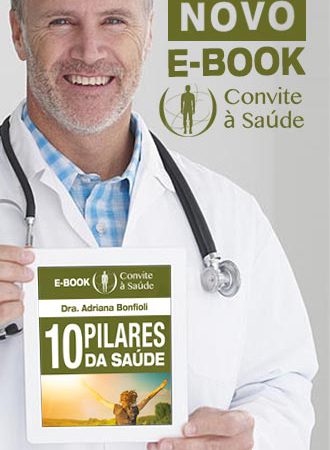 NOVO
E-BOOK
Convite
à Saúde
E-BOOK
Convite
à Saúde
Dra. Adriana Bonfioli
10 PILARES
DA SAÚDE